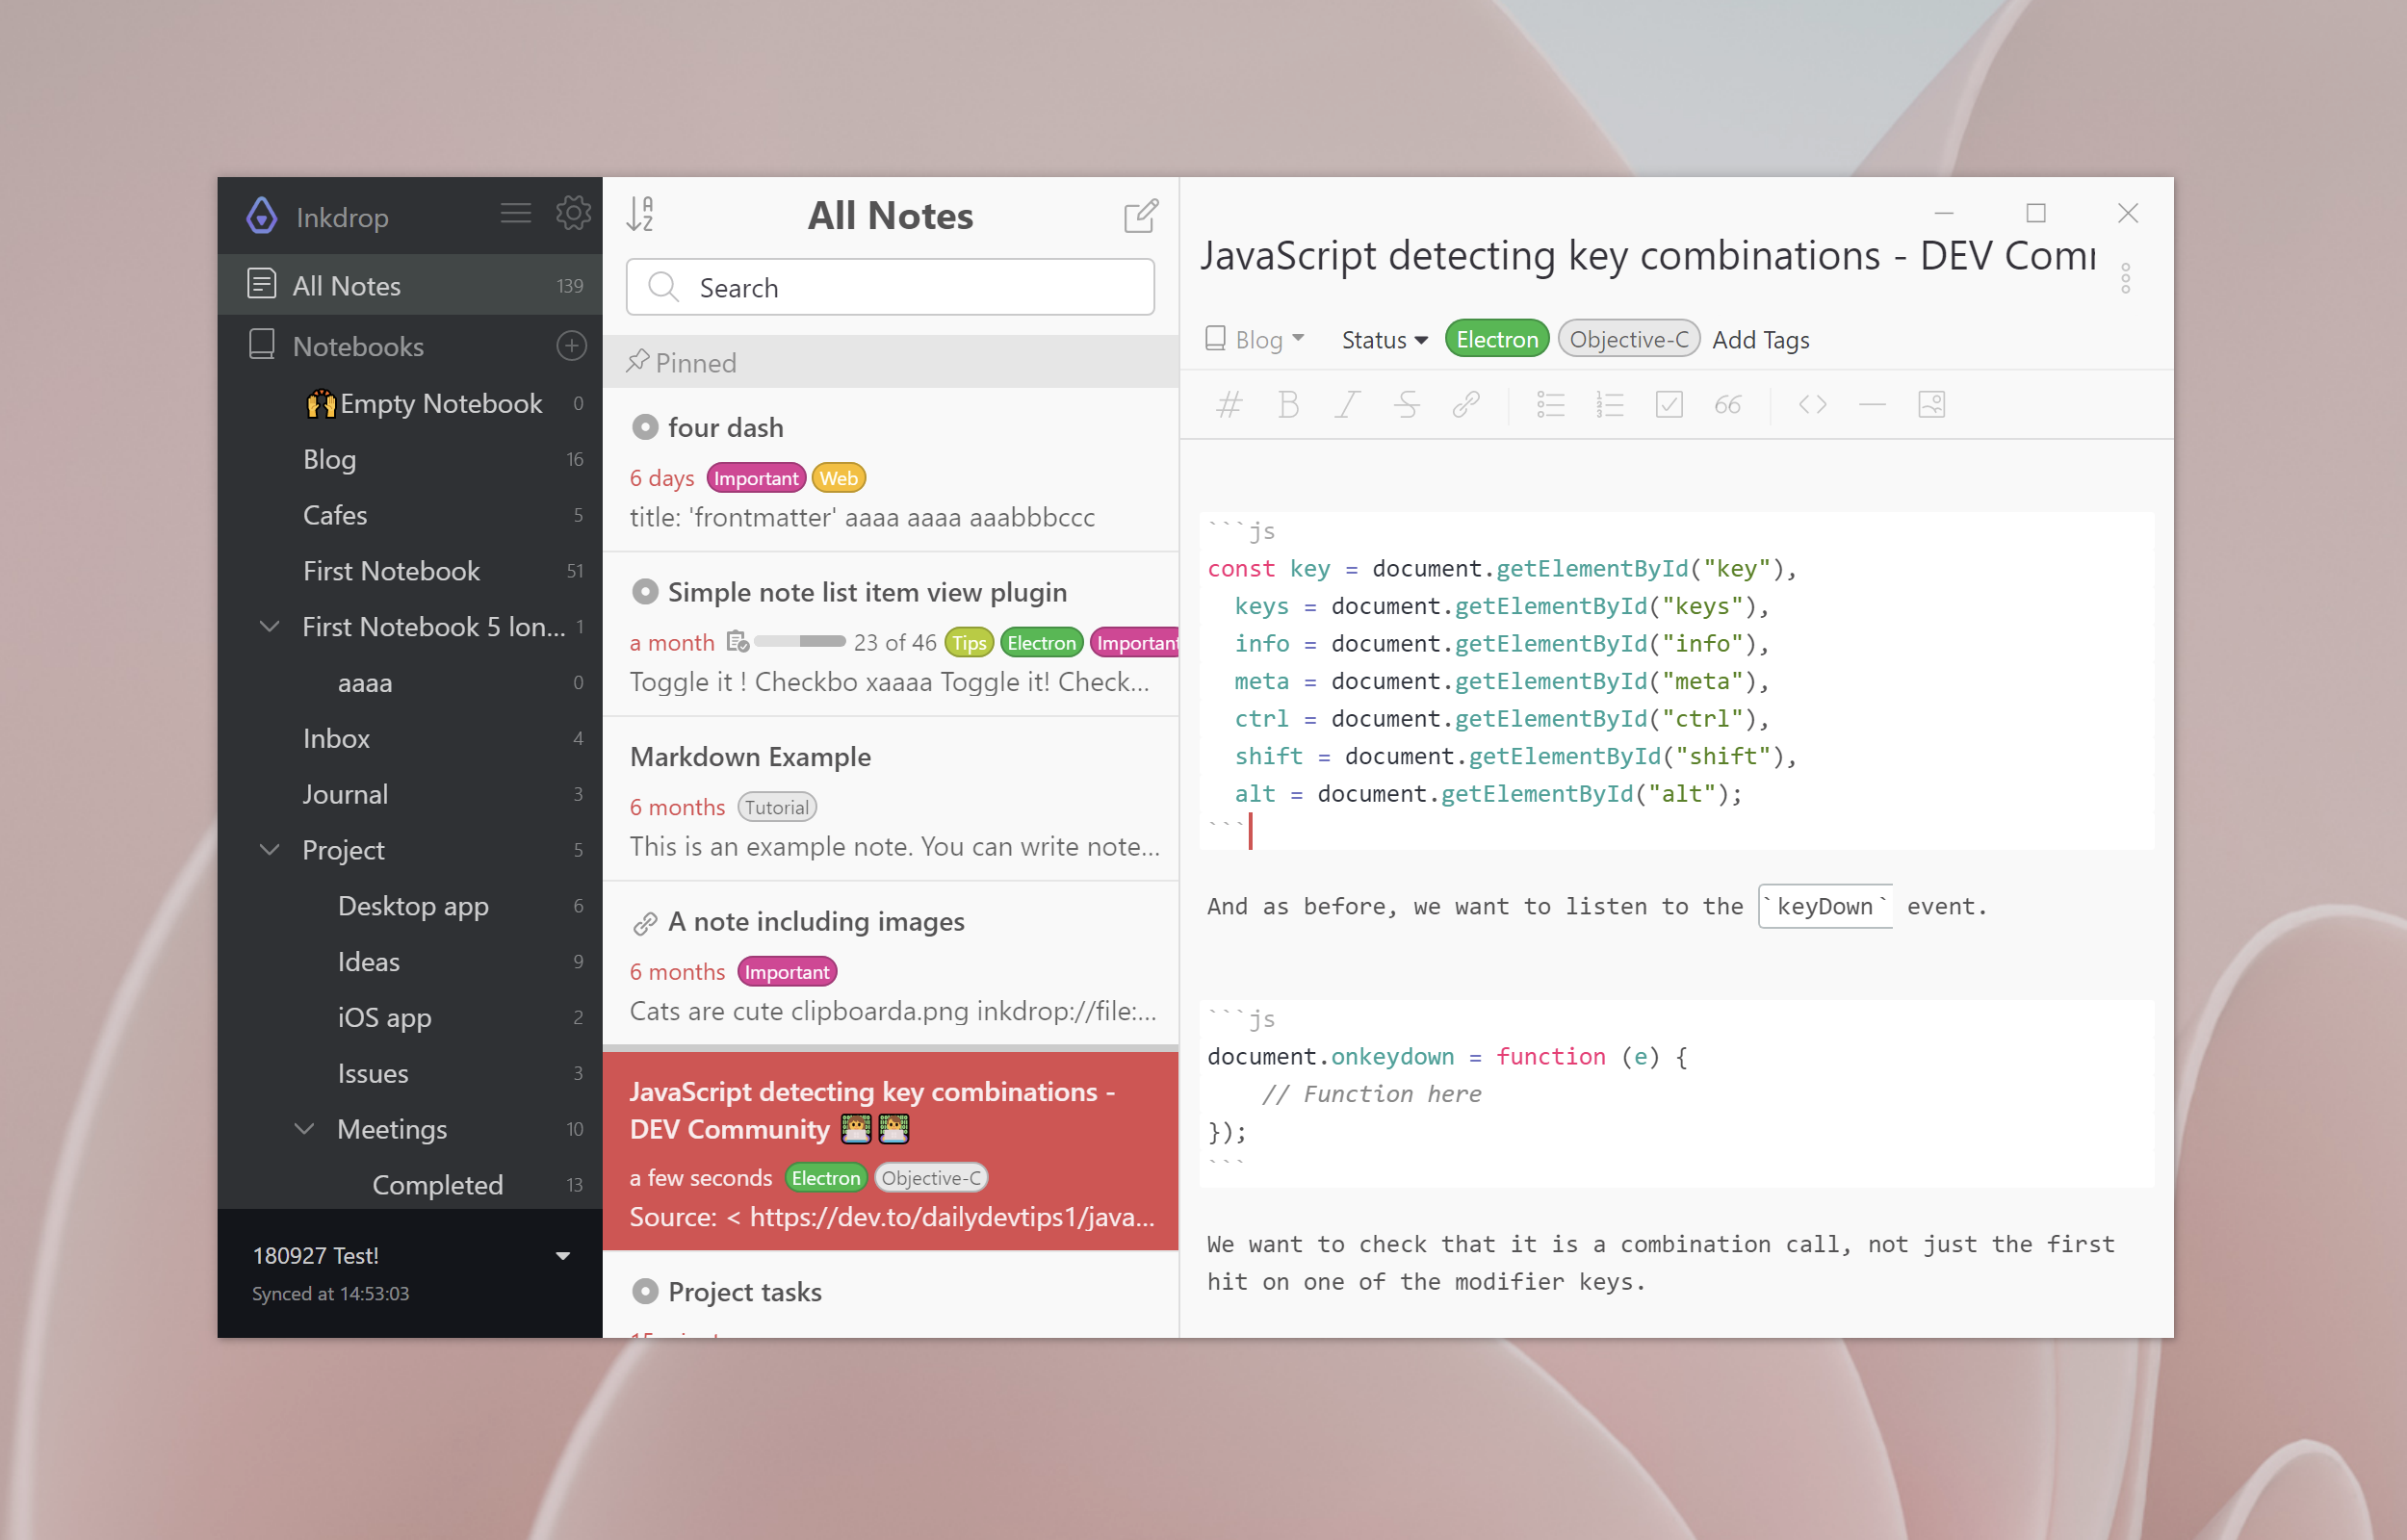 Inkdrop
All Notes 139
Notebooks
Empty Notebook 0
Blog 16
Cafes 5
First Notebook 51
First Notebook 5 lon... 1
aaaa 0
Inbox 4
Journal 3
Project 5
Desktop app 6
Ideas 9
iOS app 2
Issues 3
Meetings 10
Completed 13
180927 Test!
Synced at 14:53:03
All Notes
Search
Pinned
four dash
6 days Important Web
title: 'frontmatter' aaaa aaaa aaabbbccc
Simple note list item view plugin
a month 23 of 46 Tips Electron Important
Toggle it ! Checkbo xaaaa Toggle it! Check...
Markdown Example
6 months Tutorial
This is an example note. You can write note...
A note including images
6 months Important
Cats are cute clipboarda.png inkdrop://file:...
JavaScript detecting key combinations -
DEV Community
a few seconds Electron Objective-C
Source: < https://dev.to/dailydevtips1/java...
Project tasks
JavaScript detecting key combinations - DEV Com
Blog Status Electron Objective-C Add Tags
```js
const key = document.getElementById("key"),
keys = document.getElementById("keys"),
info = document.getElementById("info"),
meta = document.getElementById("meta"),
ctrl = document.getElementById("ctrl"),
shift = document.getElementById("shift"),
alt = document.getElementById("alt");
```
And as before, we want to listen to the `keyDown` event.
```js
document.onkeydown = function (e) {
// Function here
});
```
We want to check that it is a combination call, not just the first
hit on one of the modifier keys.